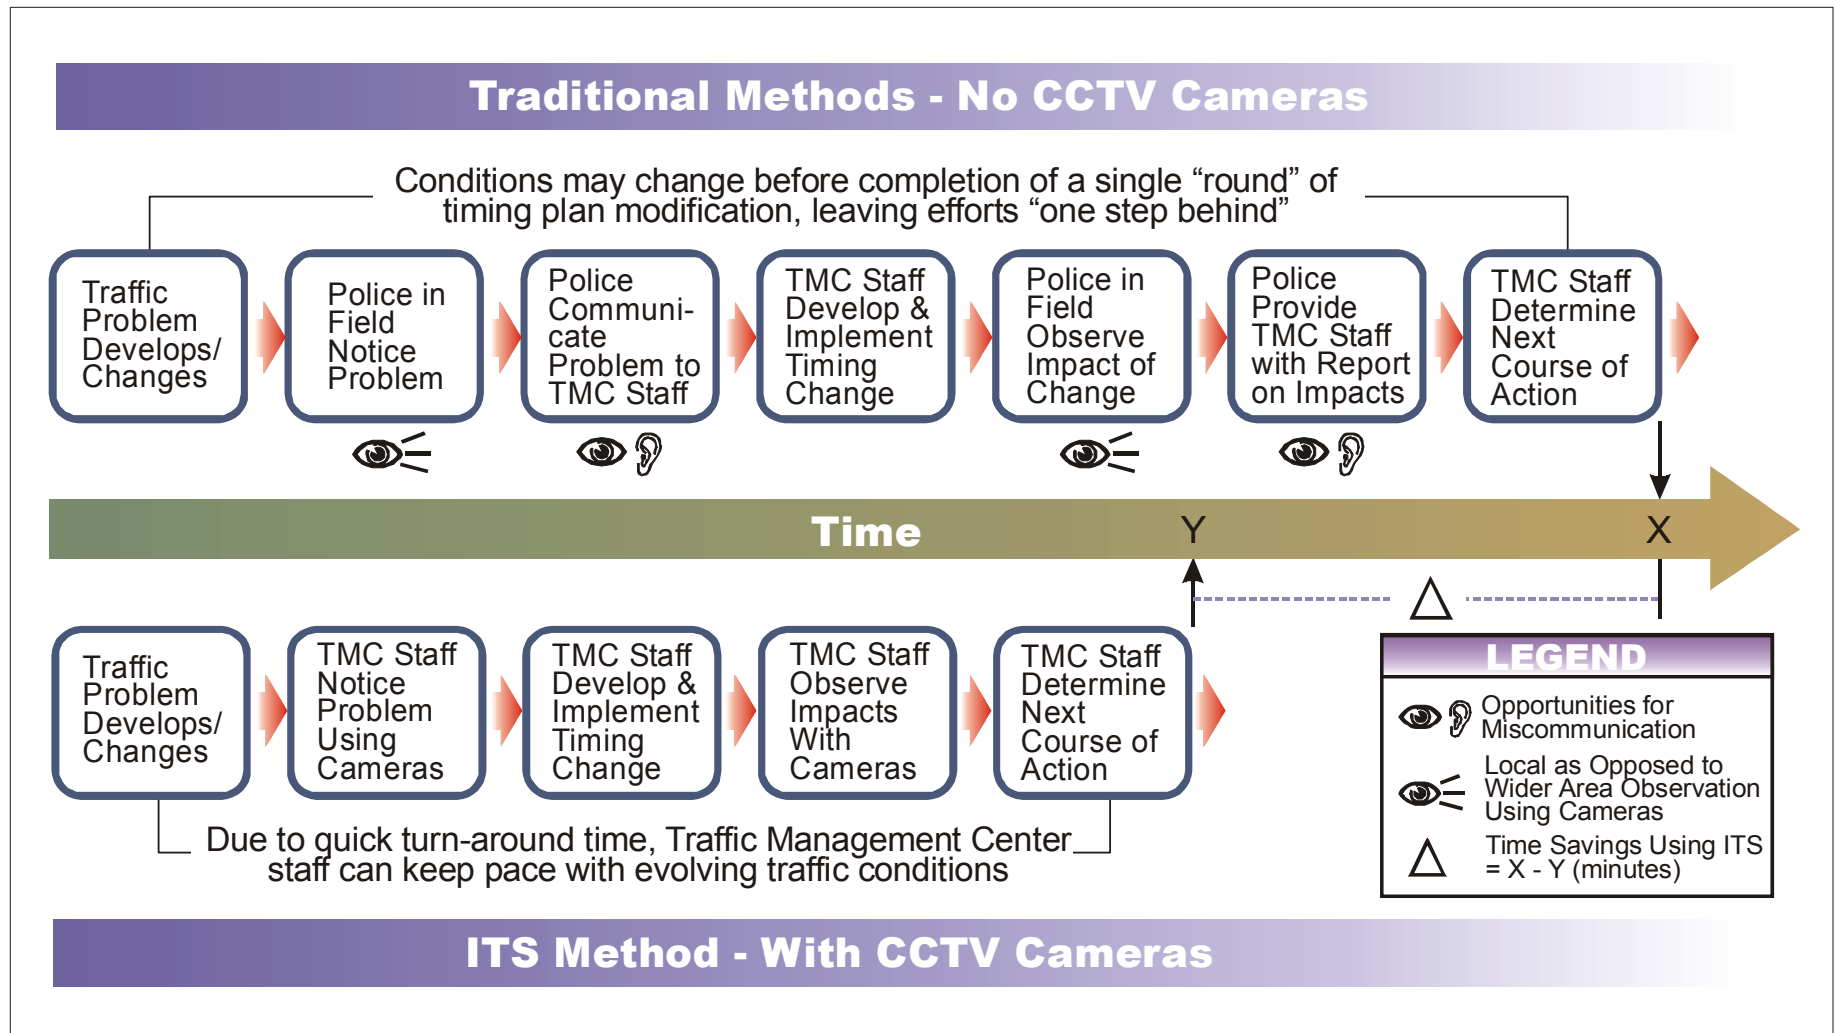 Traditional Methods - No CCTV Cameras
Conditions may change before completion of a single “round” of
timing plan modification, leaving efforts “one step behind”
Traffic
Problem
Develops/
Changes
Police in
Field
Notice
Problem
Police
Communi-
cate
Problem to
TMC Staff
TMC Staff
Develop &
Implement
Timing
Change
Police in
Field
Observe
Impact of
Change
Police
Provide
TMC Staff
with Report
on Impacts
TMC Staff
Determine
Next
Course of
Action
Time
Y
X
Traffic
Problem
Develops/
Changes
TMC Staff
Notice
Problem
Using
Cameras
TMC Staff
Develop &
Implement
Timing
Change
TMC Staff
Observe
Impacts
With
Cameras
TMC Staff
Determine
Next
Course of
Action
LEGEND
Opportunities for
Miscommunication
Local as Opposed to
Wider Area Observation
Using Cameras
Time Savings Using ITS
= X - Y (minutes)
Due to quick turn-around time, Traffic Management Center
staff can keep pace with evolving traffic conditions
ITS Method - With CCTV Cameras